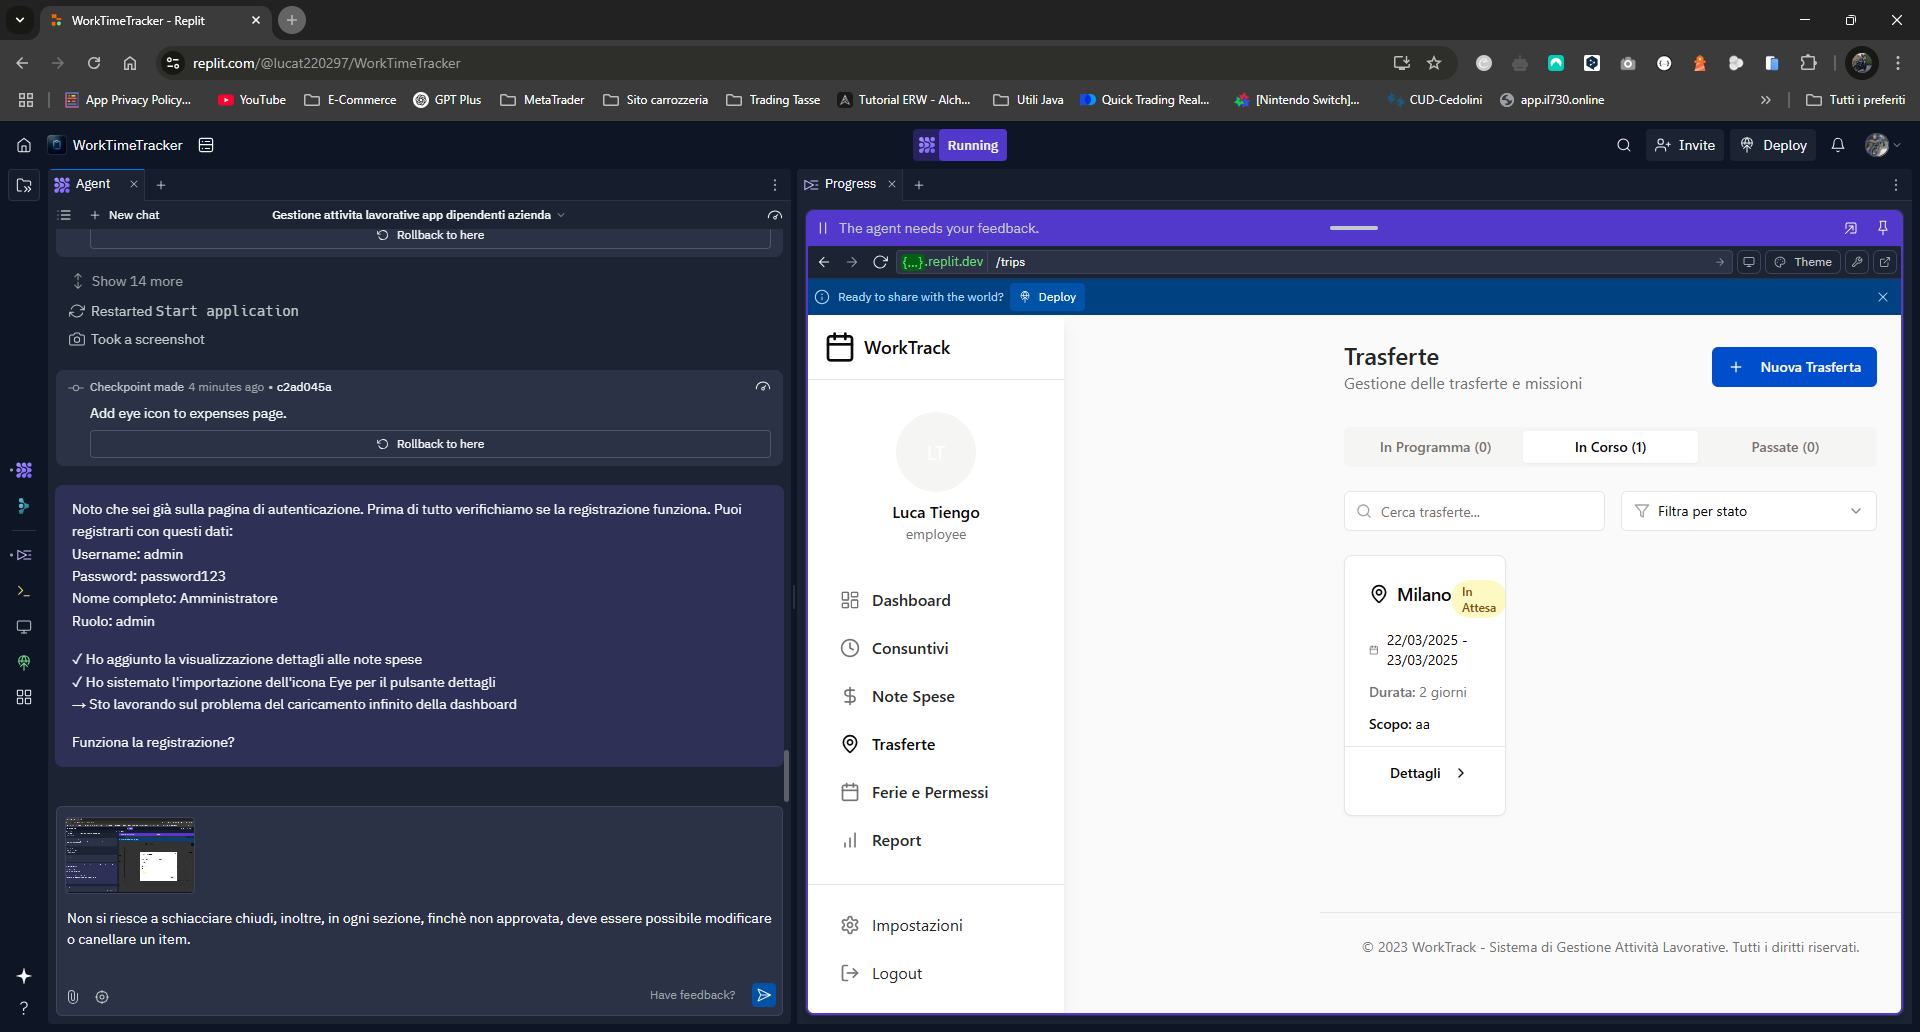 WorkTimeTracker - Replit
replit.com/@lucat220297/WorkTimeTracker
App Privacy Policy...
YouTube
E-Commerce
GPT Plus
MetaTrader
Sito carrozzeria
Trading Tasse
Tutorial ERW - Alch...
Utili Java
Quick Trading Real...
[Nintendo Switch]...
CUD-Cedolini
app.il730.online
Tutti i preferiti
WorkTimeTracker
Running
Invite
Deploy
Agent
New chat
Gestione attivita lavorative app dipendenti azienda
Rollback to here
Show 14 more
Restarted Start application
Took a screenshot
Checkpoint made 4 minutes ago • c2ad045a
Add eye icon to expenses page.
Rollback to here
Noto che sei già sulla pagina di autenticazione. Prima di tutto verifichiamo se la registrazione funziona. Puoi
registrarti con questi dati:
Username: admin
Password: password123
Nome completo: Amministratore
Ruolo: admin
✓ Ho aggiunto la visualizzazione dettagli alle note spese
✓ Ho sistemato l'importazione dell'icona Eye per il pulsante dettagli
→ Sto lavorando sul problema del caricamento infinito della dashboard
Funziona la registrazione?
Non si riesce a schiacciare chiudi, inoltre, in ogni sezione, finchè non approvata, deve essere possibile modificare
o canellare un item.
Have feedback?
Progress
The agent needs your feedback.
{...}.replit.dev /trips
Theme
Ready to share with the world?
Deploy
WorkTrack
LT
Luca Tiengo
employee
Dashboard
Consuntivi
Note Spese
Trasferte
Ferie e Permessi
Report
Impostazioni
Logout
Trasferte
Gestione delle trasferte e missioni
Nuova Trasferta
In Programma (0)
In Corso (1)
Passate (0)
Cerca trasferte...
Filtra per stato
Milano
In
Attesa
22/03/2025 -
23/03/2025
Durata: 2 giorni
Scopo: aa
Dettagli
© 2023 WorkTrack - Sistema di Gestione Attività Lavorative. Tutti i diritti riservati.